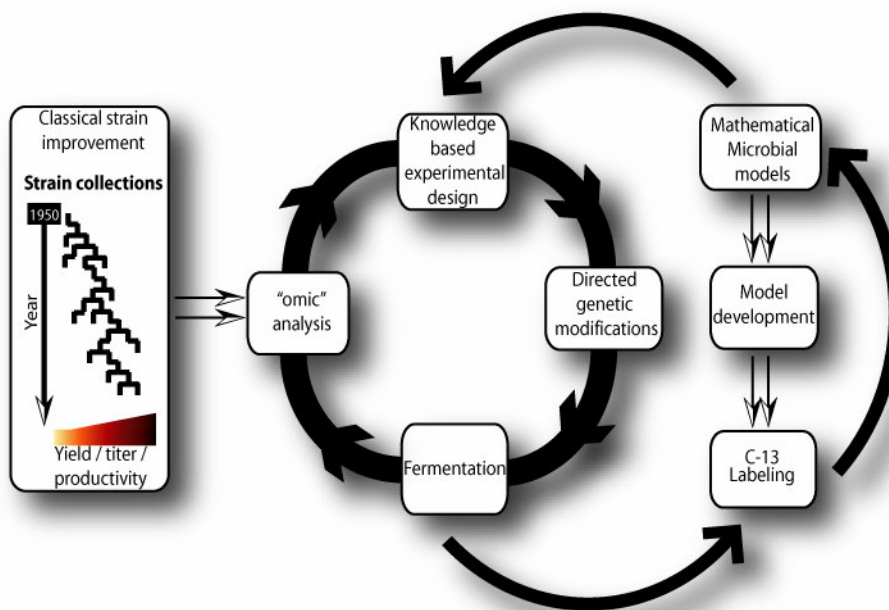 Classical strain
improvement
Strain collections
1950
Year
Yield / titer /
productivity
"omic"
analysis
Knowledge
based
experimental
design
Directed
genetic
modifications
Fermentation
Mathematical
Microbial
models
Model
development
C-13
Labeling